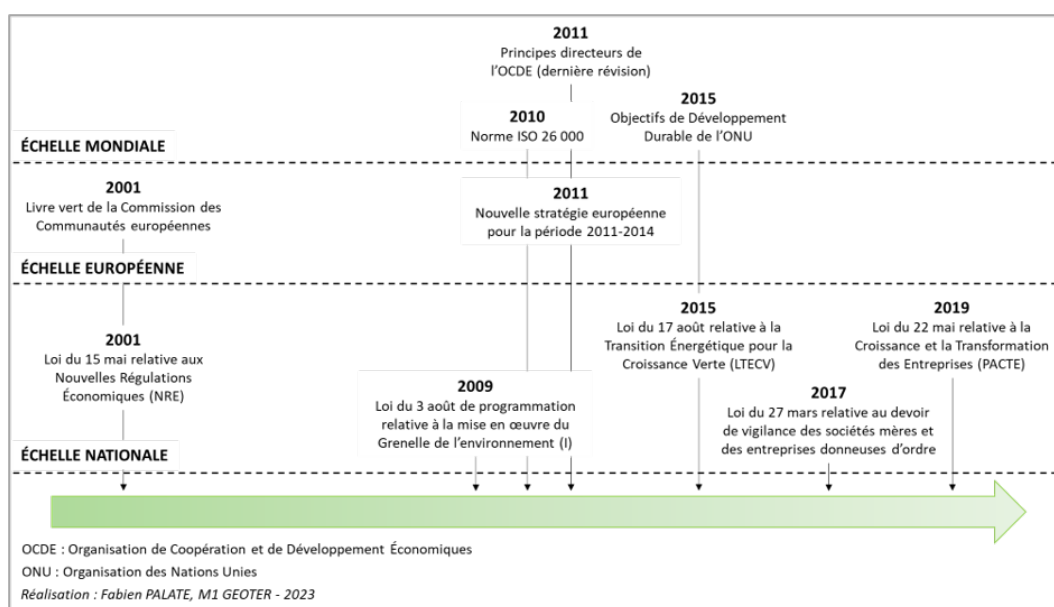 2011
Principes directeurs de
l'OCDE (dernière révision)
2010
Norme ISO 26 000
2015
Objectifs de Développement
Durable de l'ONU
ÉCHELLE MONDIALE
2001
Livre vert de la Commission des
Communautés européennes
2011
Nouvelle stratégie européenne
pour la période 2011-2014
ÉCHELLE EUROPÉENNE
2001
Loi du 15 mai relative aux
Nouvelles Régulations
Économiques (NRE)
2009
Loi du 3 août de programmation
relative à la mise en œuvre du
Grenelle de l'environnement (I)
2015
Loi du 17 août relative à la
Transition Énergétique pour la
Croissance Verte (LTECV)
2017
Loi du 27 mars relative au devoir
de vigilance des sociétés mères et
des entreprises donneuses d'ordre
2019
Loi du 22 mai relative à la
Croissance et la Transformation
des Entreprises (PACTE)
ÉCHELLE NATIONALE
OCDE : Organisation de Coopération et de Développement Économiques
ONU : Organisation des Nations Unies
Réalisation : Fabien PALATE, M1 GEOTER - 2023